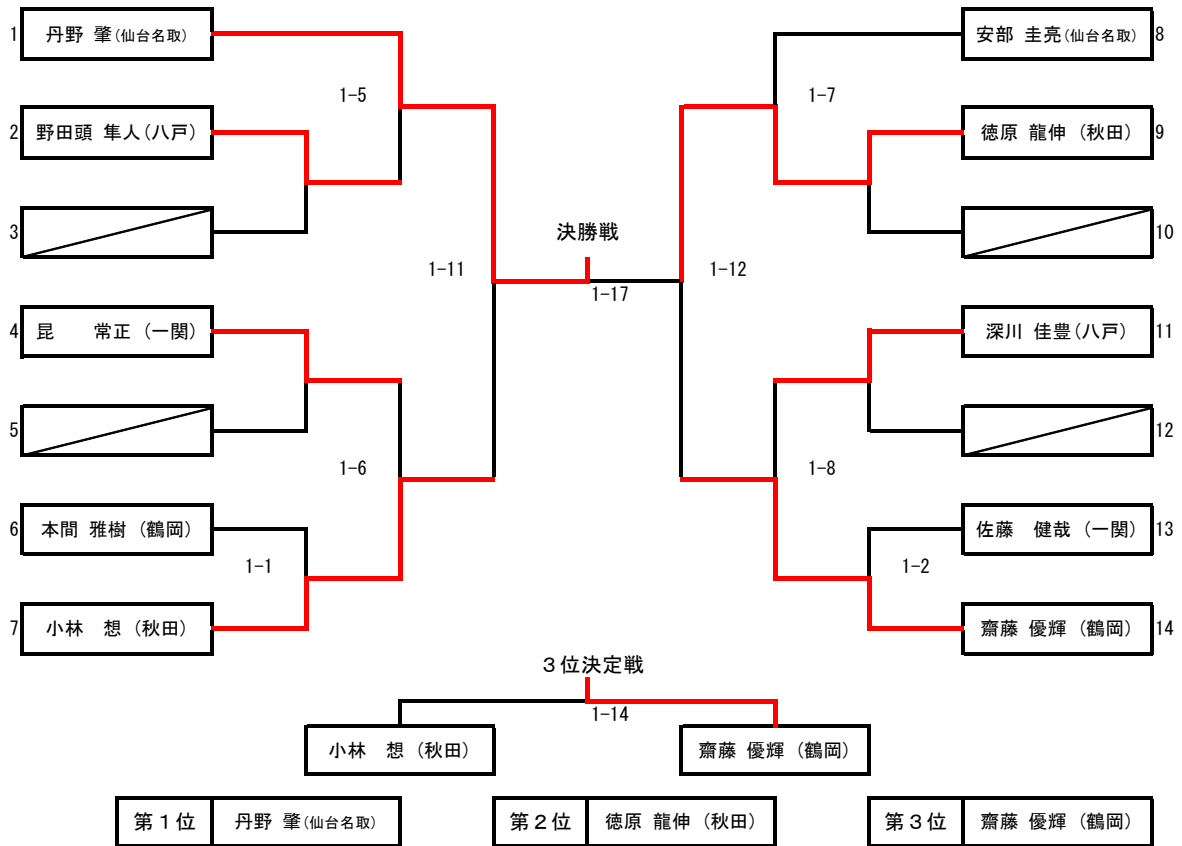 1 丹野 肇(仙台名取)
安部 圭亮(仙台名取) 8
1-5
1-7
2 野田頭 隼人(八戸)
徳原 龍伸 (秋田) 9
3
10
決勝戦
1-11
1-12
1-17
4 昆 常正 (一関)
深川 佳豊(八戸) 11
5
12
1-6
1-8
6 本間 雅樹 (鶴岡)
佐藤 健哉 (一関) 13
1-1
1-2
7 小林 想 (秋田)
齋藤 優輝 (鶴岡) 14
3位決定戦
1-14
小林 想 (秋田)
齋藤 優輝 (鶴岡)
第1位 丹野 肇(仙台名取)
第2位 徳原 龍伸 (秋田)
第3位 齋藤 優輝 (鶴岡)